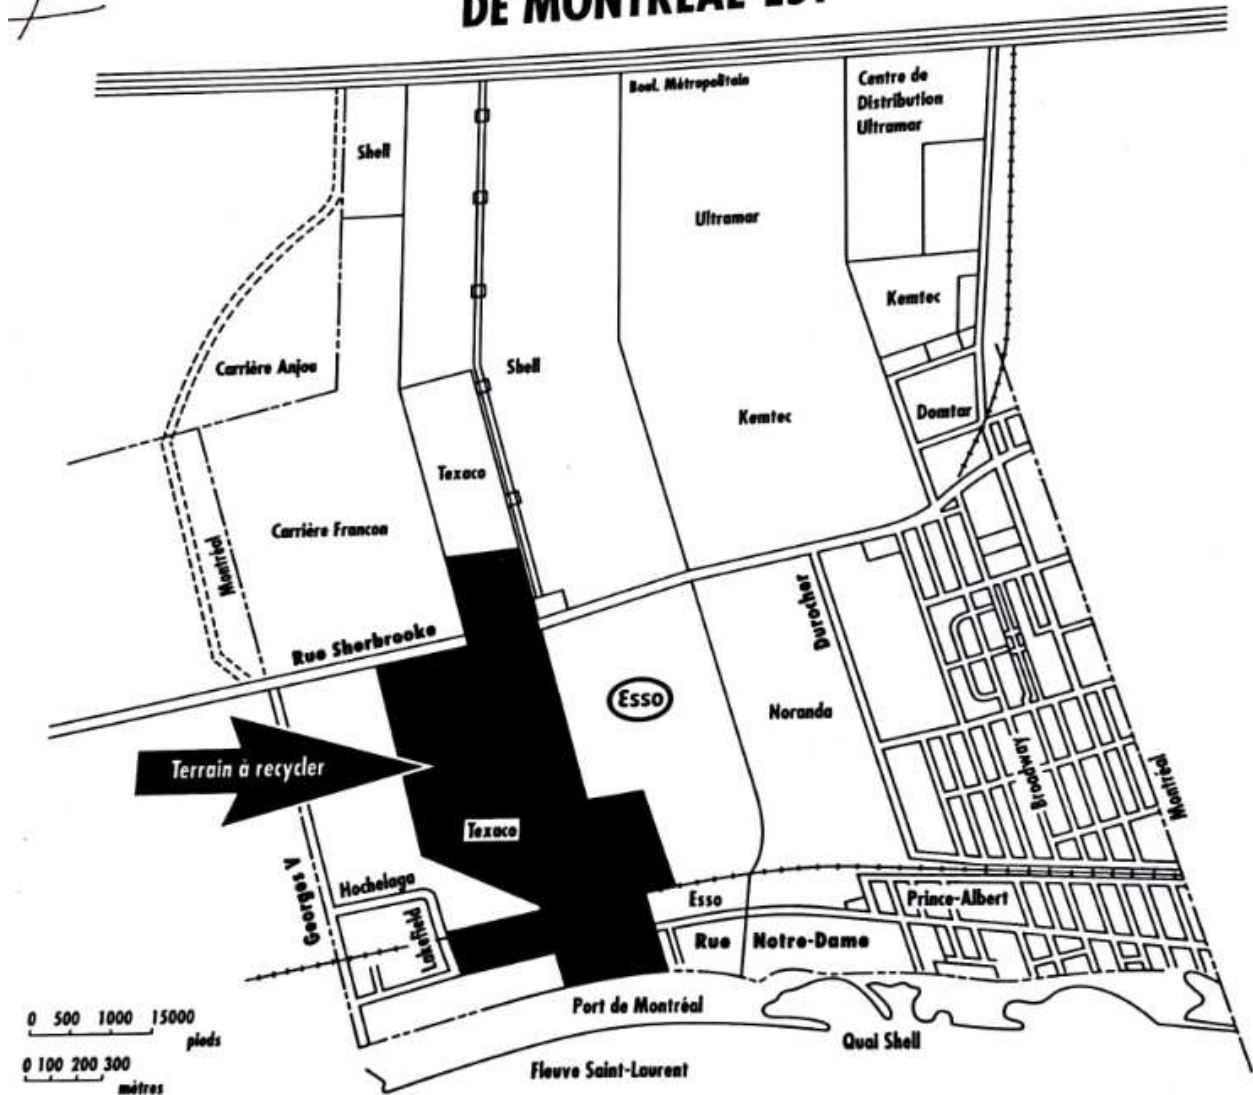 DE MONTRÉAL-EST
Boul. Métropolitain
Centre de
Distribution
Ultramar
Shell
Ultramar
Kemtec
Carrière Anjou
Shell
Kemtec
Domtar
Texaco
Carrière Francon
Montréal
Durocher
Rue Sherbrooke
Esso
Noranda
Terrain à recycler
Broadway
Montréal
Texaco
Georges V
Hochelaga
Lakefield
Esso
Prince-Albert
Rue Notre-Dame
Port de Montréal
Quai Shell
Fleuve Saint-Laurent
0 500 1000 15000
pieds
0 100 200 300
mètres